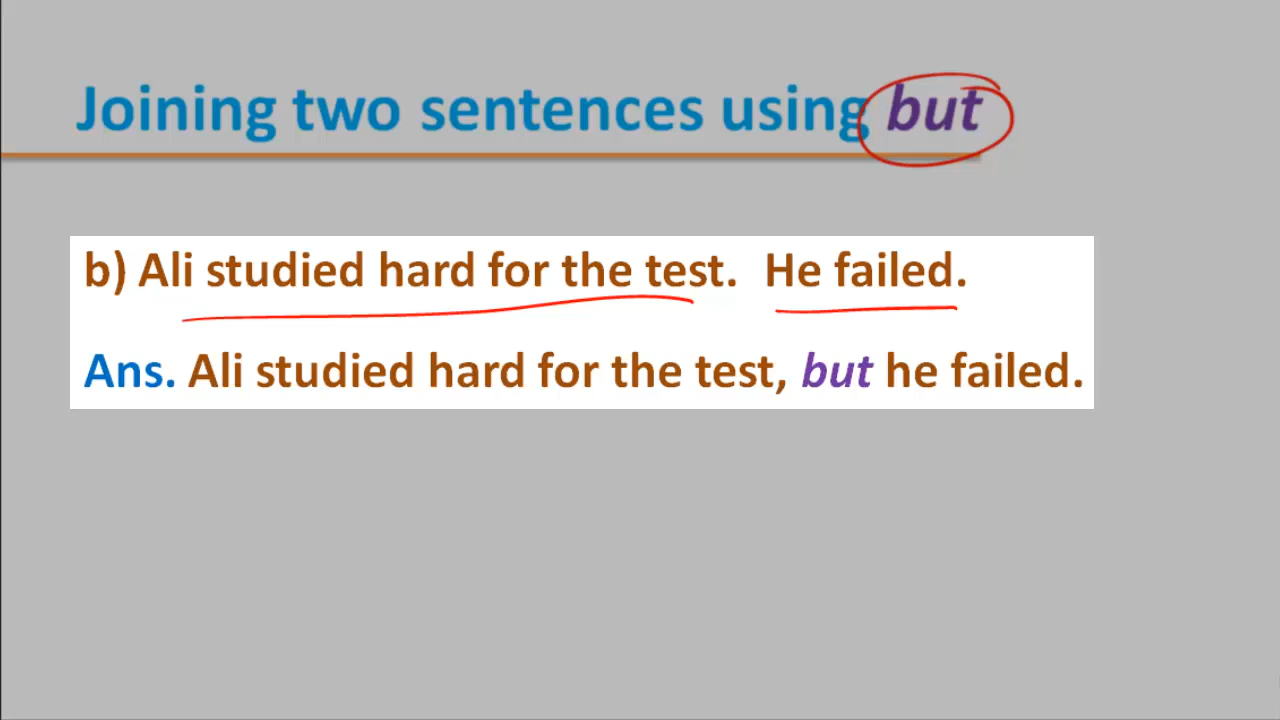 Joining two sentences using but
b) Ali studied hard for the test. He failed.
Ans. Ali studied hard for the test, but he failed.